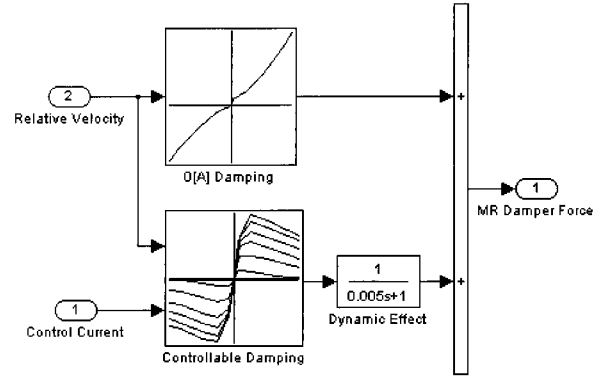 2
Relative Velocity
0[A] Damping
+
1
MR Damper Force
1
Control Current
Controllable Damping
1
0.005s+1
Dynamic Effect
+